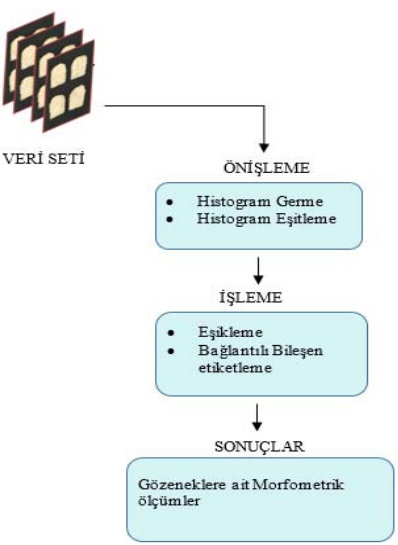 VERİ SETİ
ÖNİŞLEME
• Histogram Germe
• Histogram Eşitleme
İŞLEME
• Eşikleme
• Bağlantılı Bileşen
etiketleme
SONUÇLAR
Gözeneklere ait Morfometrik
ölçümler